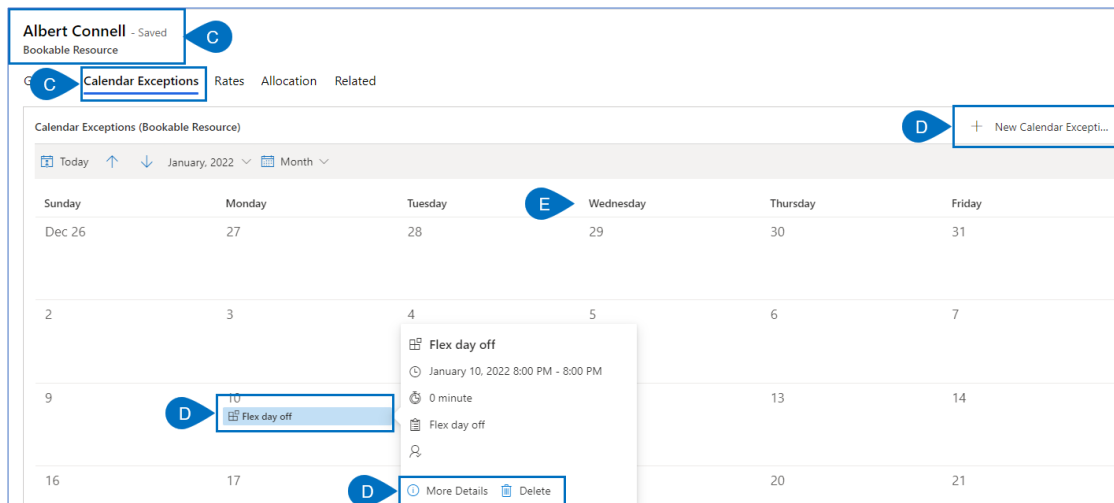 Albert Connell - Saved
Bookable Resource
C
G
C
Calendar Exceptions Rates Allocation Related
Calendar Exceptions (Bookable Resource)
D
+ New Calendar Excepti...
Today ↑ ↓ January, 2022 Month
Sunday Monday Tuesday E Wednesday Thursday Friday
Dec 26 27 28 29 30 31
2 3 4 5 6 7
Flex day off
January 10, 2022 8:00 PM - 8:00 PM
9 10 13 14
0 minute
D Flex day off
Flex day off
16 17 20 21
D More Details Delete